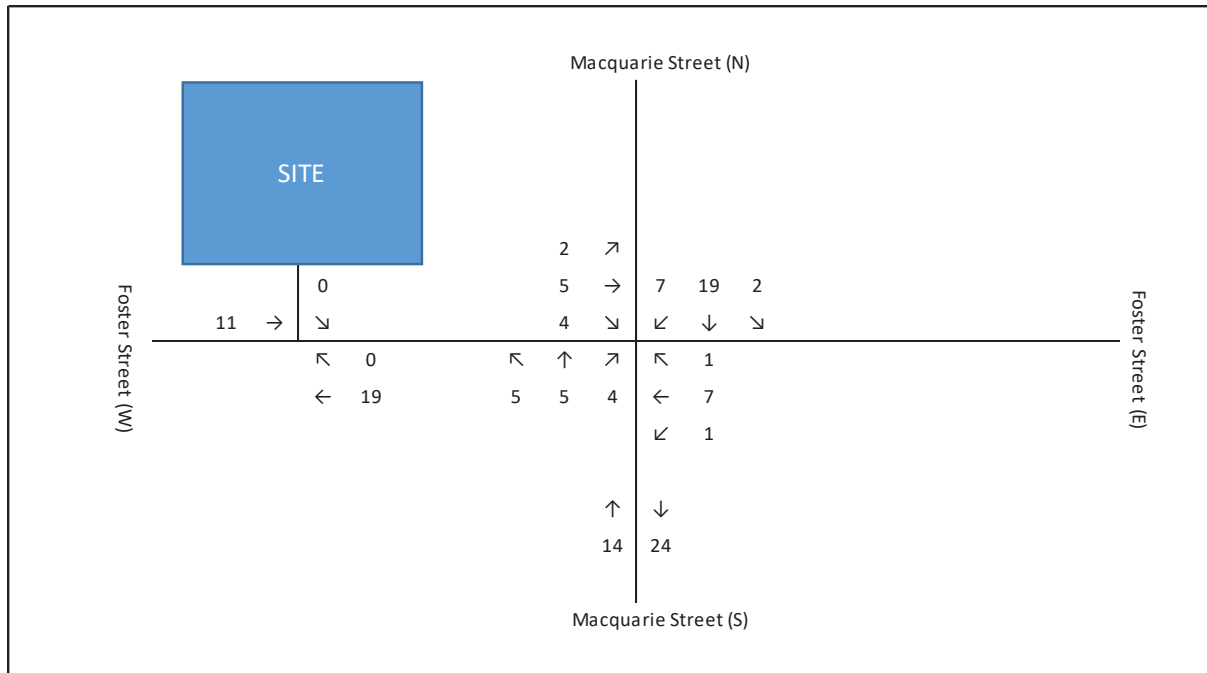 Macquarie Street (N)
SITE
2 ↗
0
5 → 7 19 2
11 → ↘ 4 ↘ ↙ ↓ ↘
Foster Street (W)
Foster Street (E)
↖ 0 ↖ ↑ ↗ ↖ 1
← 19 5 5 4 ← 7
↙ 1
↑ ↓
14 24
Macquarie Street (S)